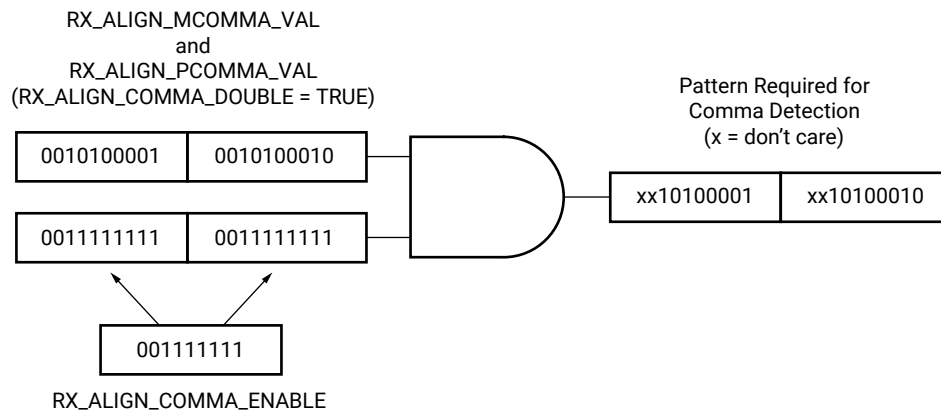 RX_ALIGN_MCOMMA_VAL
and
RX_ALIGN_PCOMMA_VAL
(RX_ALIGN_COMMA_DOUBLE = TRUE)
Pattern Required for
Comma Detection
(x = don't care)
0010100001 0010100010
xx10100001 xx10100010
0011111111 0011111111
001111111
RX_ALIGN_COMMA_ENABLE